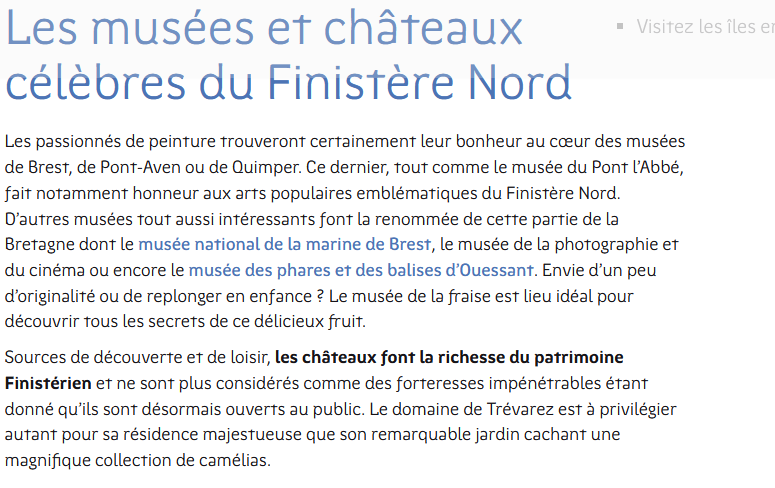 Les musées et châteaux
célèbres du Finistère Nord
Visitez les îles en
Les passionnés de peinture trouveront certainement leur bonheur au cœur des musées
de Brest, de Pont-Aven ou de Quimper. Ce dernier, tout comme le musée du Pont l'Abbé,
fait notamment honneur aux arts populaires emblématiques du Finistère Nord.
D'autres musées tout aussi intéressants font la renommée de cette partie de la
Bretagne dont le musée national de la marine de Brest, le musée de la photographie et
du cinéma ou encore le musée des phares et des balises d'Ouessant. Envie d'un peu
d'originalité ou de replonger en enfance ? Le musée de la fraise est lieu idéal pour
découvrir tous les secrets de ce délicieux fruit.
Sources de découverte et de loisir, les châteaux font la richesse du patrimoine
Finistérien et ne sont plus considérés comme des forteresses impénétrables étant
donné qu'ils sont désormais ouverts au public. Le domaine de Trévarez est à privilégier
autant pour sa résidence majestueuse que son remarquable jardin cachant une
magnifique collection de camélias.